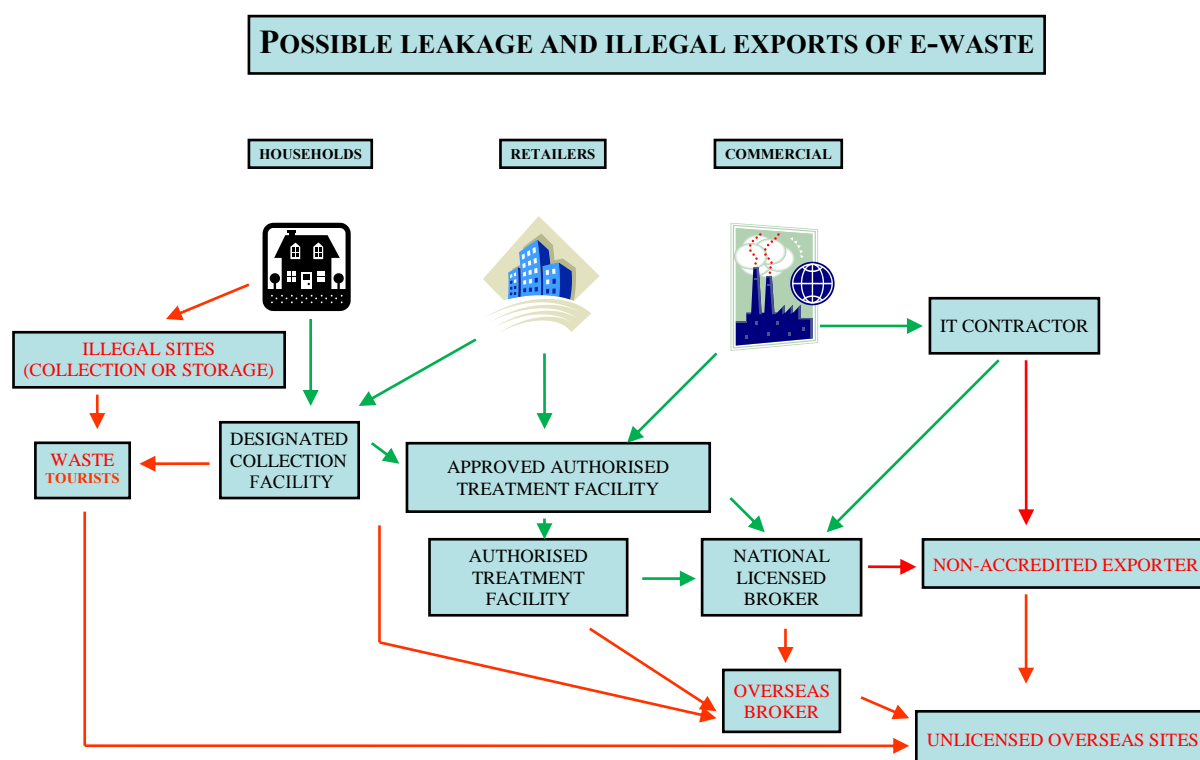 POSSIBLE LEAKAGE AND ILLEGAL EXPORTS OF E-WASTE
HOUSEHOLDS
RETAILERS
COMMERCIAL
IT CONTRACTOR
ILLEGAL SITES
(COLLECTION OR STORAGE)
DESIGNATED
COLLECTION
FACILITY
WASTE
TOURISTS
APPROVED AUTHORISED
TREATMENT FACILITY
AUTHORISED
TREATMENT
FACILITY
NATIONAL
LICENSED
BROKER
NON-ACCREDITED EXPORTER
OVERSEAS
BROKER
UNLICENSED OVERSEAS SITES